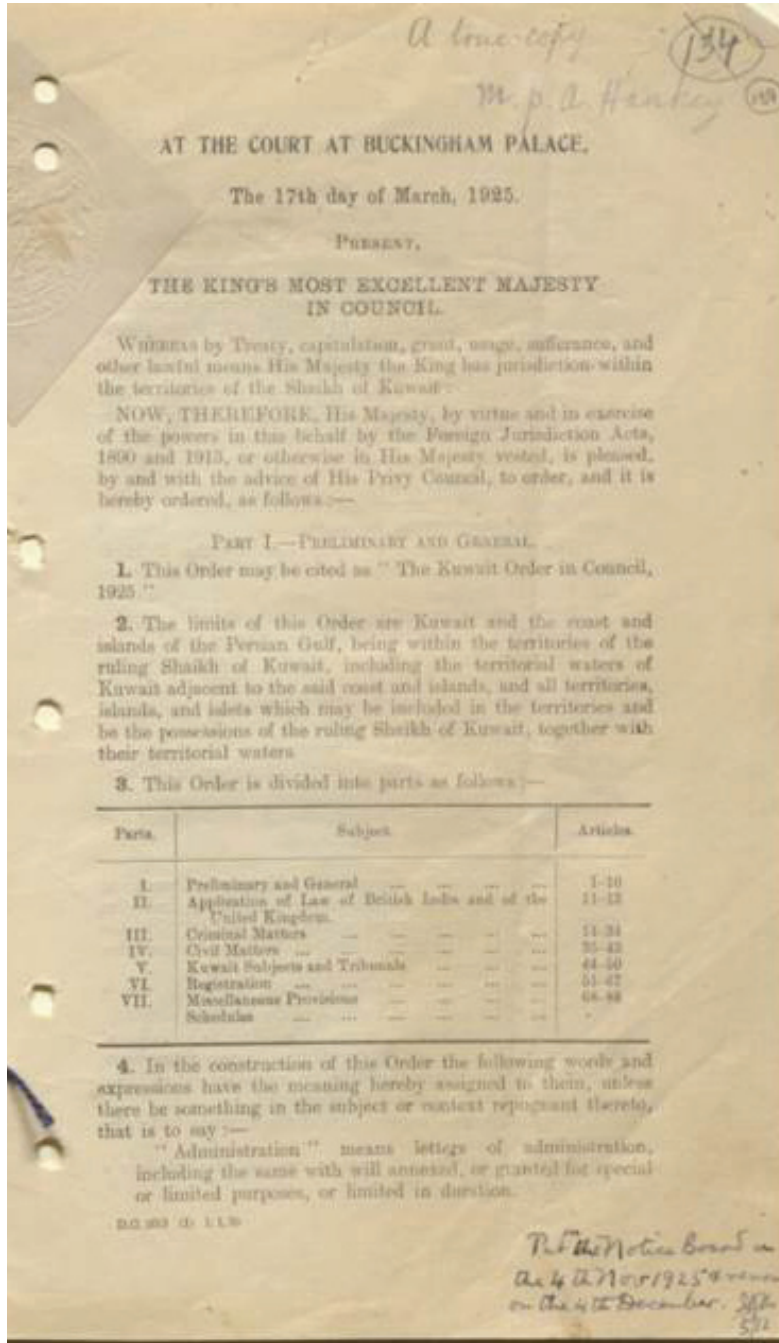 A true copy
134
M. P. A. Hankey
AT THE COURT AT BUCKINGHAM PALACE,
The 17th day of March, 1925.
PRESENT,
THE KING'S MOST EXCELLENT MAJESTY
IN COUNCIL.
WHEREAS by Treaty, capitulation, grant, usage, sufferance, and
other lawful means His Majesty the King has jurisdiction within
the territories of the Shaikh of Kuwait:
NOW, THEREFORE, His Majesty, by virtue and in exercise
of the powers in this behalf by the Foreign Jurisdiction Acts,
1890 and 1913, or otherwise in His Majesty vested, is pleased,
by and with the advice of His Privy Council, to order, and it is
hereby ordered, as follows:—
PART I.—PRELIMINARY AND GENERAL.
1. This Order may be cited as "The Kuwait Order in Council,
1925."
2. The limits of this Order are Kuwait and the coast and
islands of the Persian Gulf, being within the territories of the
ruling Shaikh of Kuwait, including the territorial waters of
Kuwait adjacent to the said coast and islands, and all territories,
islands, and islets which may be included in the territories and
be the possessions of the ruling Sheikh of Kuwait, together with
their territorial waters
3. This Order is divided into parts as follows:—
Parts. Subject. Articles.
I. Preliminary and General ... ... ... ... 1-10
II. Application of Law of British India and of the 11-13
United Kingdom.
III. Criminal Matters ... ... ... ... ... 14-34
IV. Civil Matters ... ... ... ... ... ... 35-43
V. Kuwait Subjects and Tribunals ... ... ... 44-50
VI. Registration ... ... ... ... ... ... 51-67
VII. Miscellaneous Provisions ... ... ... ... 68-88
Schedules ... ... ... ... ... ... -
4. In the construction of this Order the following words and
expressions have the meaning hereby assigned to them, unless
there be something in the subject or context repugnant thereto,
that is to say:—
"Administration" means letters of administration,
including the same with will annexed, or granted for special
or limited purposes, or limited in duration.
Notice Board
the 4th Nov 1925
on the 4th December.